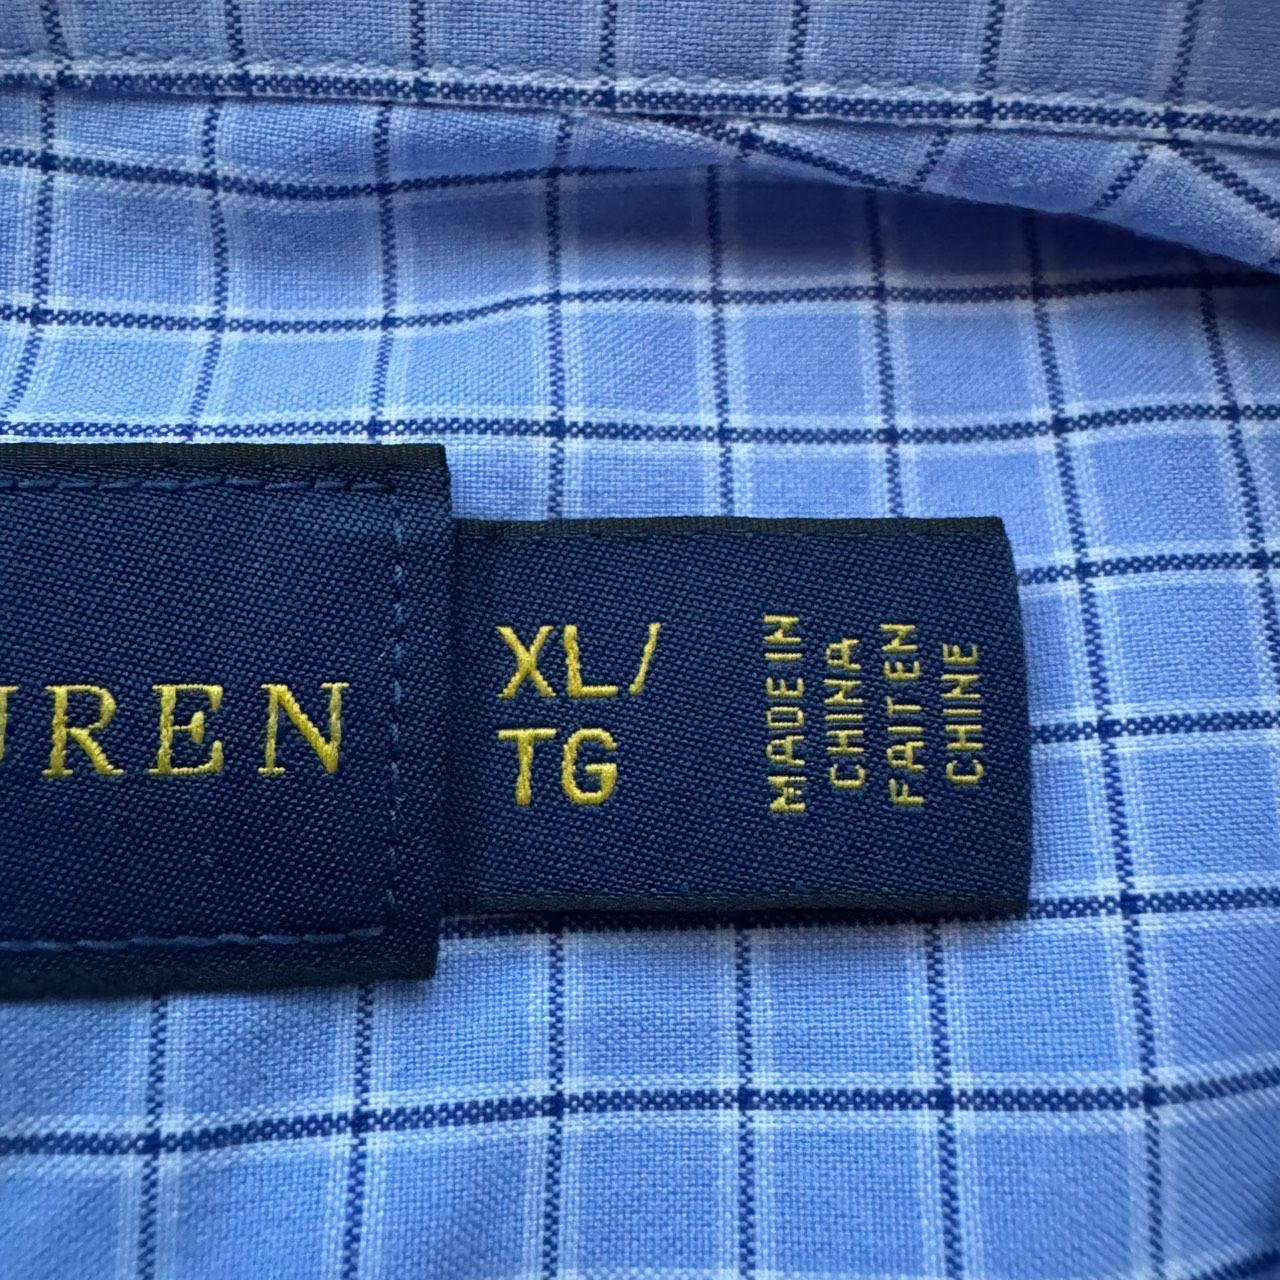 UREN
XL/
TG
MADE IN
CHINA
FAIT EN
CHINE